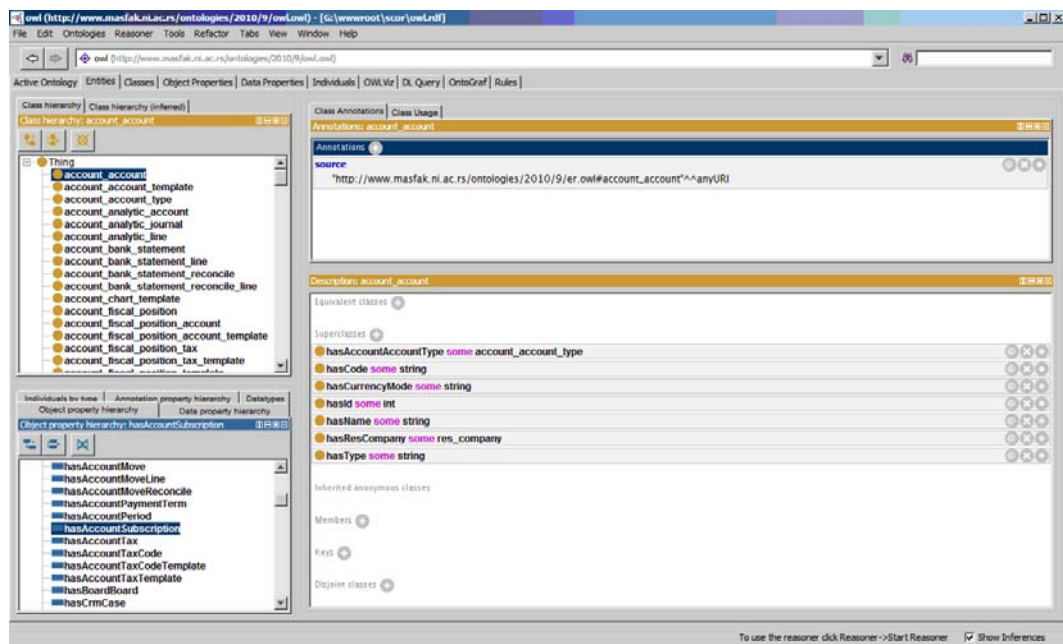 owl (http://www.masfak.ni.ac.rs/ontologies/2010/9/owl.owl) - [G:\wwwroot\scor\owl.rdf]
File Edit Ontologies Reasoner Tools Refactor Tabs View Window Help
owl (http://www.masfak.ni.ac.rs/ontologies/2010/9/owl.owl)
Active Ontology Entities Classes Object Properties Data Properties Individuals OWLViz DL Query OntoGraf Rules
Class hierarchy Class hierarchy (inferred)
Class hierarchy: account_account
Thing
account_account
account_account_template
account_account_type
account_analytic_account
account_analytic_journal
account_analytic_line
account_bank_statement
account_bank_statement_line
account_bank_statement_reconcile
account_bank_statement_reconcile_line
account_chart_template
account_fiscal_position
account_fiscal_position_account
account_fiscal_position_account_template
account_fiscal_position_tax
account_fiscal_position_tax_template
Individuals by type Annotation property hierarchy Datatypes
Object property hierarchy Data property hierarchy
Object property hierarchy: hasAccountSubscription
hasAccountMove
hasAccountMoveLine
hasAccountMoveReconcile
hasAccountPaymentTerm
hasAccountPeriod
hasAccountSubscription
hasAccountTax
hasAccountTaxCode
hasAccountTaxCodeTemplate
hasAccountTaxTemplate
hasBoardBoard
hasCrmCase
Class Annotations Class Usage
Annotations: account_account
Annotations
source
"http://www.masfak.ni.ac.rs/ontologies/2010/9/er.owl#account_account"^^anyURI
Description: account_account
Equivalent classes
Superclasses
hasAccountAccountType some account_account_type
hasCode some string
hasCurrencyMode some string
hasId some int
hasName some string
hasResCompany some res_company
hasType some string
Inherited anonymous classes
Members
Keys
Disjoint classes
To use the reasoner click Reasoner->Start Reasoner Show Inferences